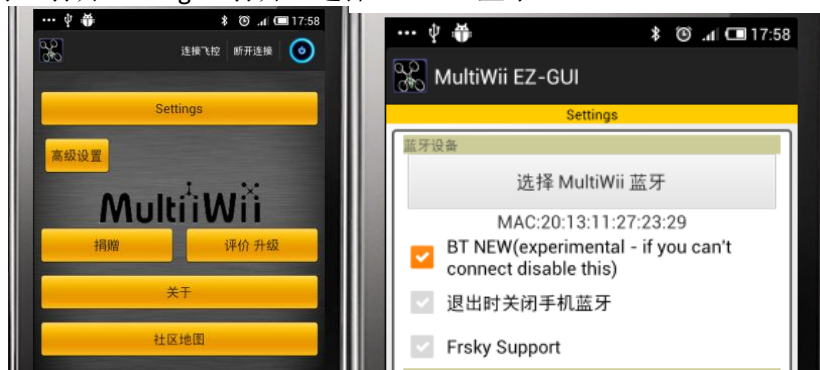 17:58
连接飞控 断开连接
Settings
高级设置
MultiiWii
捐赠 评价 升级
关于
社区地图
17:58
MultiWii EZ-GUI
Settings
蓝牙设备
选择 MultiWii 蓝牙
MAC:20:13:11:27:23:29
BT NEW(experimental - if you can't
connect disable this)
退出时关闭手机蓝牙
Frsky Support